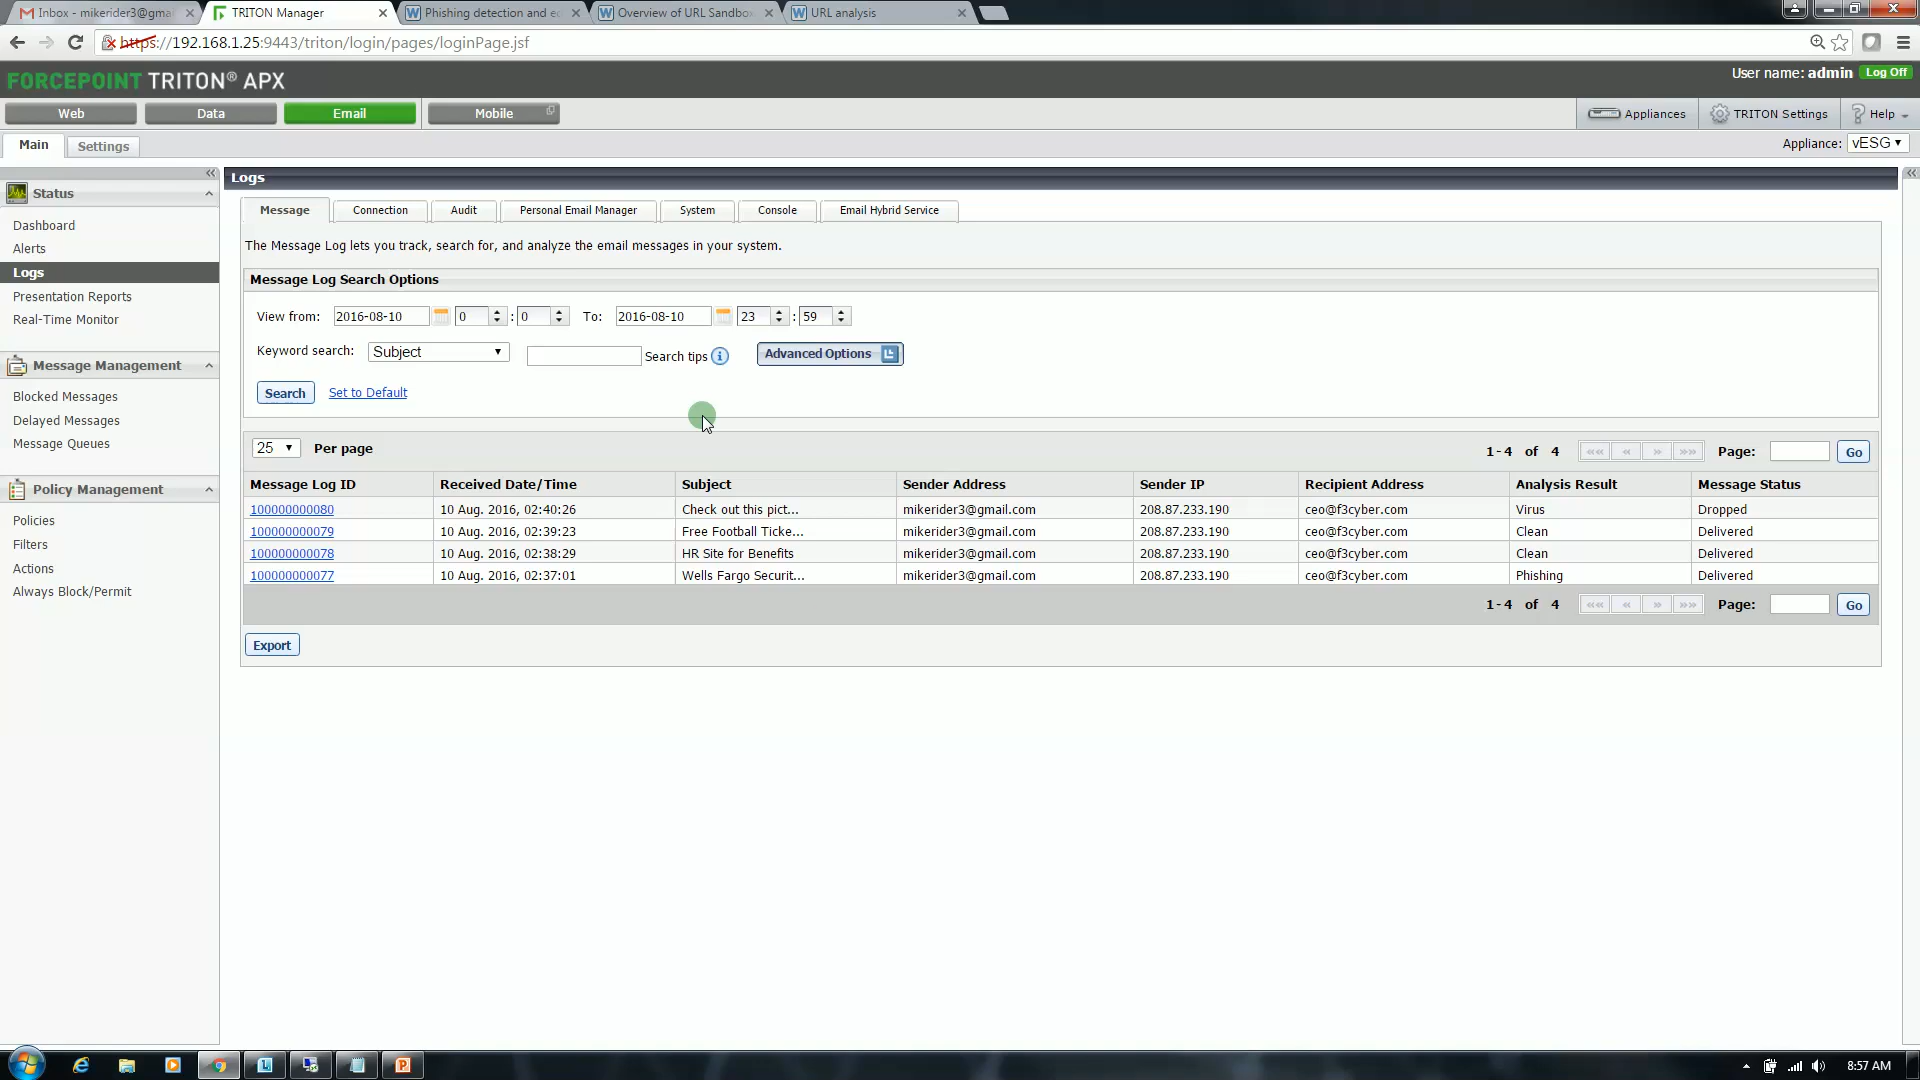 Inbox - mikerider3@gma
TRITON Manager
Phishing detection and e
Overview of URL Sandbo
URL analysis
https://192.168.1.25:9443/triton/login/pages/loginPage.jsf
FORCEPOINT TRITON® APX
User name: admin Log Off
Web Data Email Mobile
Appliances TRITON Settings Help
Main Settings
Appliance: vESG
Status
Dashboard
Alerts
Logs
Presentation Reports
Real-Time Monitor
Message Management
Blocked Messages
Delayed Messages
Message Queues
Policy Management
Policies
Filters
Actions
Always Block/Permit
Logs
Message Connection Audit Personal Email Manager System Console Email Hybrid Service
The Message Log lets you track, search for, and analyze the email messages in your system.
Message Log Search Options
View from: 2016-08-10 0 : 0 To: 2016-08-10 23 : 59
Keyword search: Subject Search tips Advanced Options
Search Set to Default
25 Per page 1-4 of 4 Page: Go
Message Log ID Received Date/Time Subject Sender Address Sender IP Recipient Address Analysis Result Message Status
100000000080 10 Aug. 2016, 02:40:26 Check out this pict... mikerider3@gmail.com 208.87.233.190 ceo@f3cyber.com Virus Dropped
100000000079 10 Aug. 2016, 02:39:23 Free Football Ticke... mikerider3@gmail.com 208.87.233.190 ceo@f3cyber.com Clean Delivered
100000000078 10 Aug. 2016, 02:38:29 HR Site for Benefits mikerider3@gmail.com 208.87.233.190 ceo@f3cyber.com Clean Delivered
100000000077 10 Aug. 2016, 02:37:01 Wells Fargo Securit... mikerider3@gmail.com 208.87.233.190 ceo@f3cyber.com Phishing Delivered
1-4 of 4 Page: Go
Export
8:57 AM